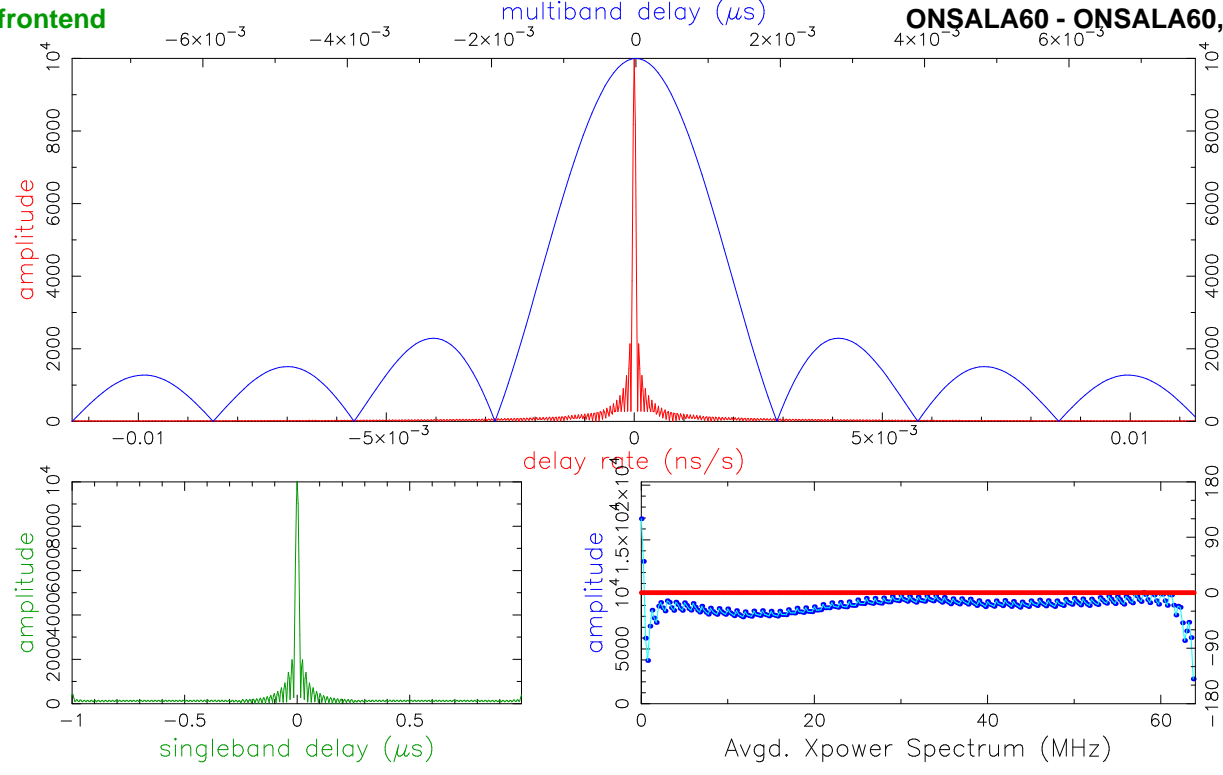 frontend
multiband delay (μs)
ONSALA60 - ONSALA60,
−6×10⁻³ −4×10⁻³ −2×10⁻³ 0 2×10⁻³ 4×10⁻³ 6×10⁻³
amplitude
0 2000 4000 6000 8000 10⁴
0 2000 4000 6000 8000 10⁴
−0.01 −5×10⁻³ 0 5×10⁻³ 0.01
delay rate (ns/s)
amplitude
0 2000 4000 6000 8000 10⁴
−1 −0.5 0 0.5
singleband delay (μs)
amplitude
0 5000 10⁴ 1.5×10⁴ 2×10⁴
−180 −90 0 90 180
0 20 40 60
Avgd. Xpower Spectrum (MHz)